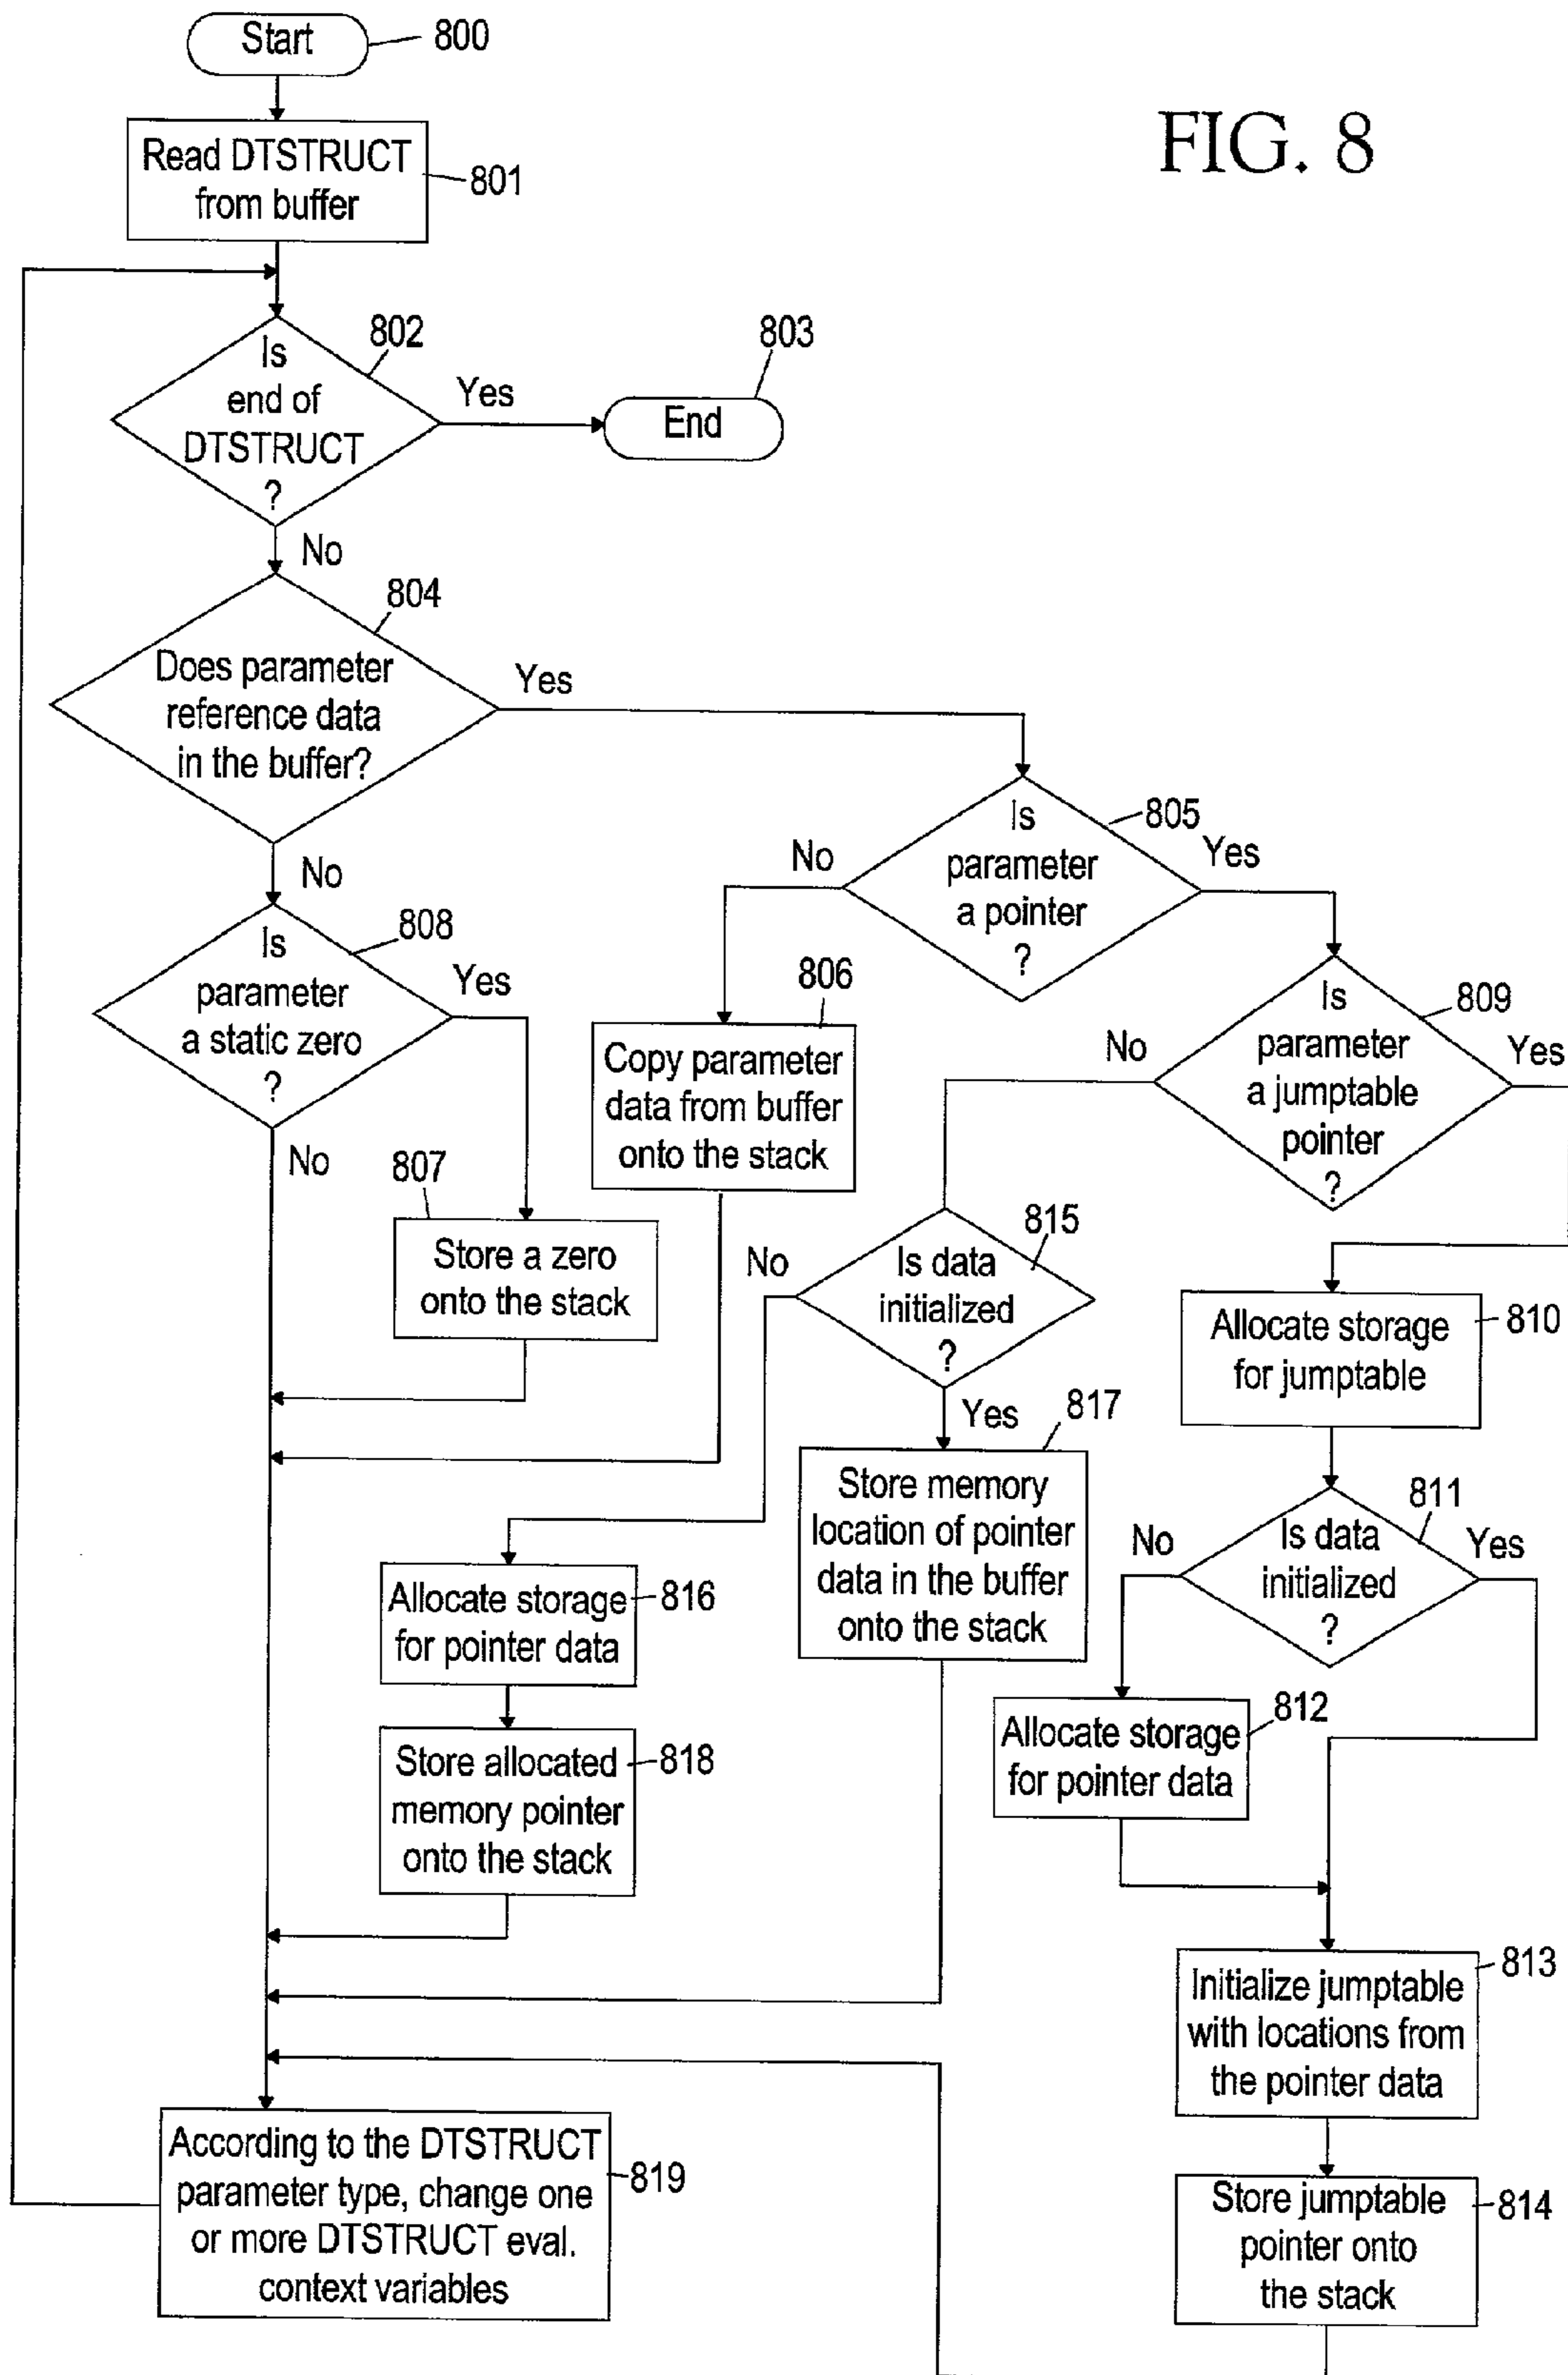 Start
800
FIG. 8
Read DTSTRUCT
from buffer
801
Is
end of
DTSTRUCT
?
802
Yes
803
End
No
804
Does parameter
reference data
in the buffer?
Yes
No
805
Is
parameter
a pointer
?
No
Yes
808
Is
parameter
a static zero
?
Yes
No
806
Copy parameter
data from buffer
onto the stack
809
Is
parameter
a jumptable
pointer
?
No
Yes
807
Store a zero
onto the stack
815
Is data
initialized
?
No
Yes
810
Allocate storage
for jumptable
817
Store memory
location of pointer
data in the buffer
onto the stack
811
Is data
initialized
?
No
Yes
816
Allocate storage
for pointer data
812
Allocate storage
for pointer data
818
Store allocated
memory pointer
onto the stack
813
Initialize jumptable
with locations from
the pointer data
819
According to the DTSTRUCT
parameter type, change one
or more DTSTRUCT eval.
context variables
814
Store jumptable
pointer onto
the stack